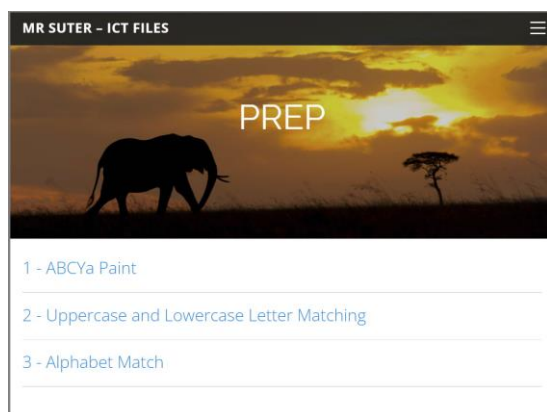 MR SUTER – ICT FILES
PREP
1 - ABCYa Paint
2 - Uppercase and Lowercase Letter Matching
3 - Alphabet Match